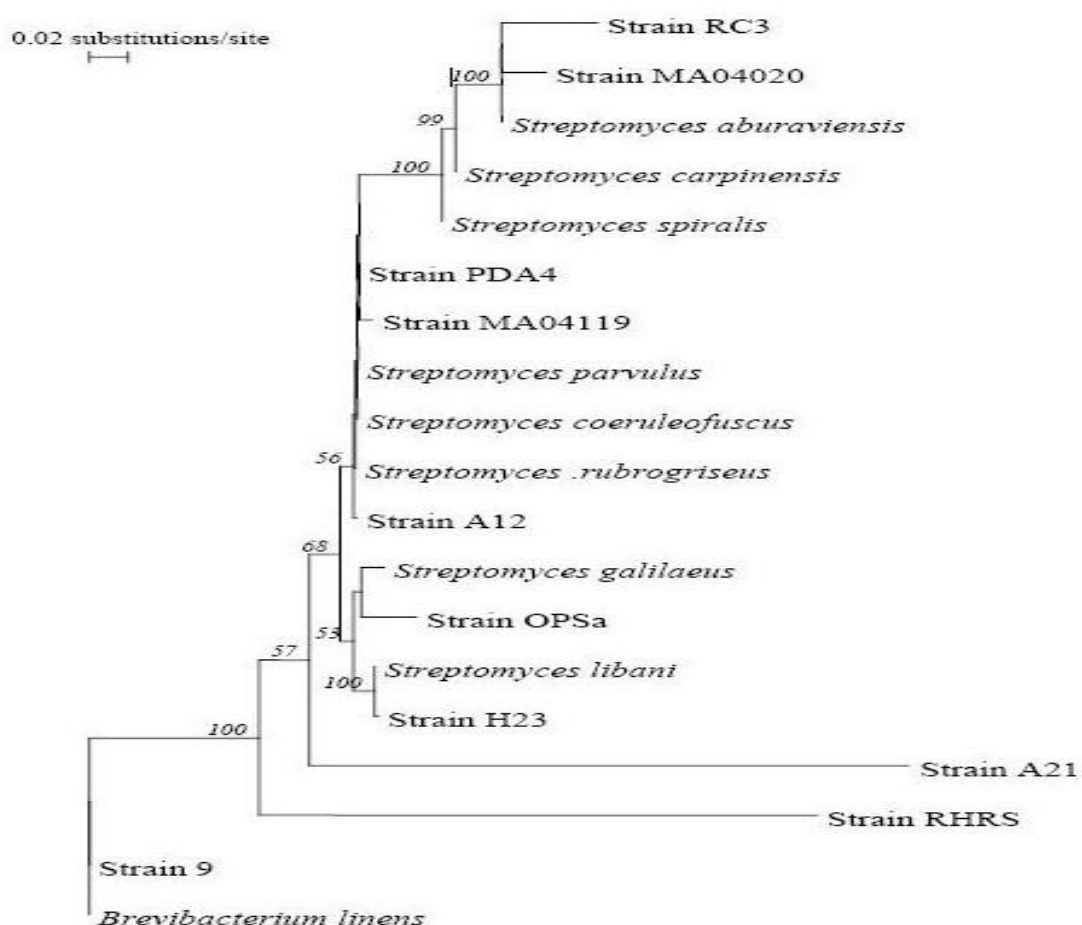 0.02 substitutions/site
Strain RC3
100
Strain MA04020
99
Streptomyces aburaviensis
100
Streptomyces carpinensis
Streptomyces spiralis
Strain PDA4
Strain MA04119
Streptomyces parvulus
Streptomyces coeruleofuscus
56
Streptomyces .rubrogriseus
Strain A12
68
Streptomyces galilaeus
Strain OPSa
53
57
Streptomyces libani
100
Strain H23
100
Strain A21
Strain RHRS
Strain 9
Brevibacterium linens